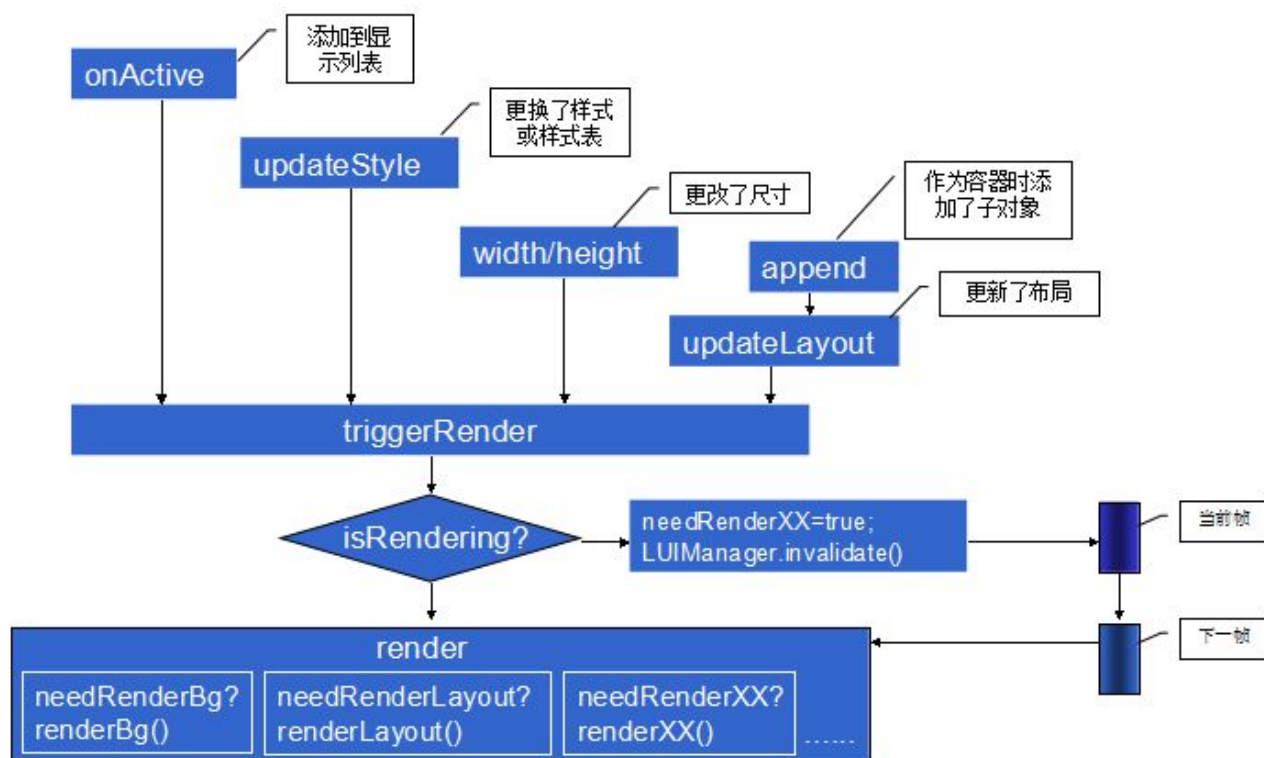 onActive
添加到显
示列表
updateStyle
更换了样式
或样式表
width/height
更改了尺寸
append
作为容器时添
加了子对象
updateLayout
更新了布局
triggerRender
isRendering?
needRenderXX=true;
LUIManager.invalidate()
当前帧
下一帧
render
needRenderBg?
renderBg()
needRenderLayout?
renderLayout()
needRenderXX?
renderXX()
......